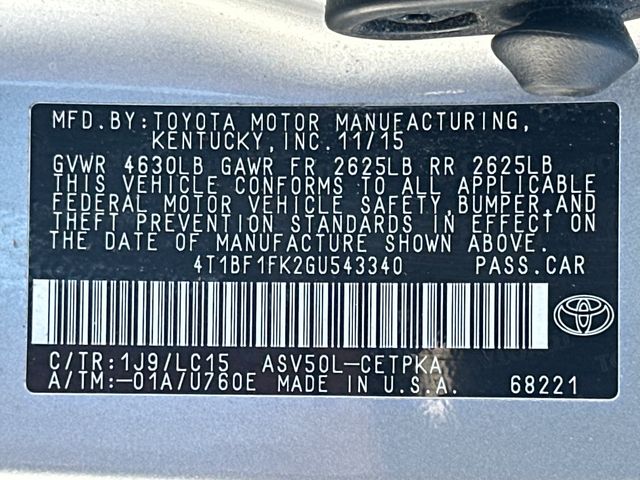 MFD.BY:TOYOTA MOTOR MANUFACTURING,
KENTUCKY, INC.11/15
GVWR 4630LB GAWR FR 2625LB RR 2625LB
THIS VEHICLE CONFORMS TO ALL APPLICABLE
FEDERAL MOTOR VEHICLE SAFETY, BUMPER,AND
THEFT PREVENTION STANDARDS IN EFFECT ON
THE DATE OF MANUFACTURE SHOWN ABOVE.
4T1BF1FK2GU543340 PASS.CAR
C/TR:1J9/LC15 ASV50L-CETPKA
A/TM:-01A/U760E MADE IN U.S.A. 68221